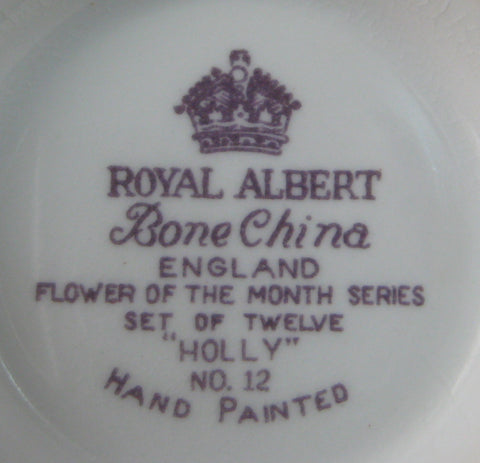 ROYAL ALBERT
Bone China
ENGLAND
FLOWER OF THE MONTH SERIES
SET OF TWELVE
"HOLLY"
NO. 12
HAND PAINTED